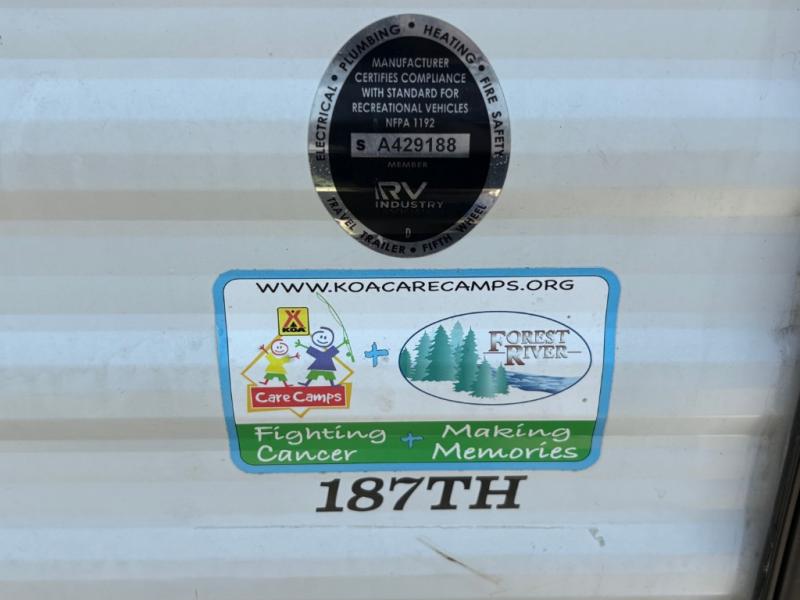 ELECTRICAL • PLUMBING • HEATING • FIRE SAFETY
MANUFACTURER
CERTIFIES COMPLIANCE
WITH STANDARD FOR
RECREATIONAL VEHICLES
NFPA 1192
S A429188
MEMBER
RV
INDUSTRY
D
TRAVEL TRAILER • FIFTH WHEEL
WWW.KOACARECAMPS.ORG
KOA
Care Camps
+
FOREST
RIVER
Fighting + Making
Cancer Memories
187TH